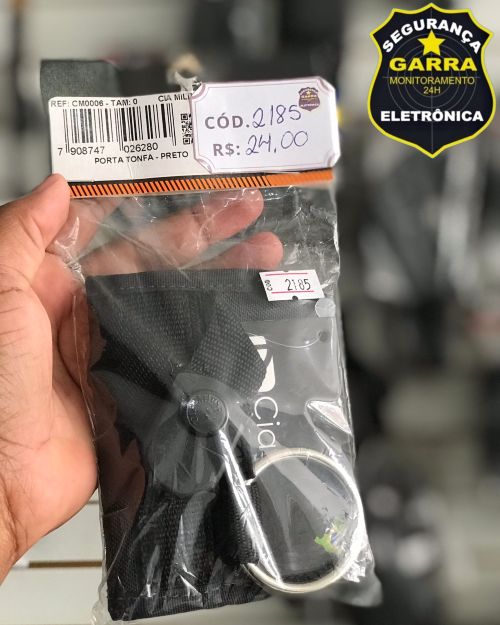 SEGURANÇA
GARRA
MONITORAMENTO
24H
ELETRÔNICA
REF: CM0006 - TAM: 0 CIA MILI
7 908747 026280
PORTA TONFA - PRETO
CÓD. 2185
R$: 24,00
2185
Cia